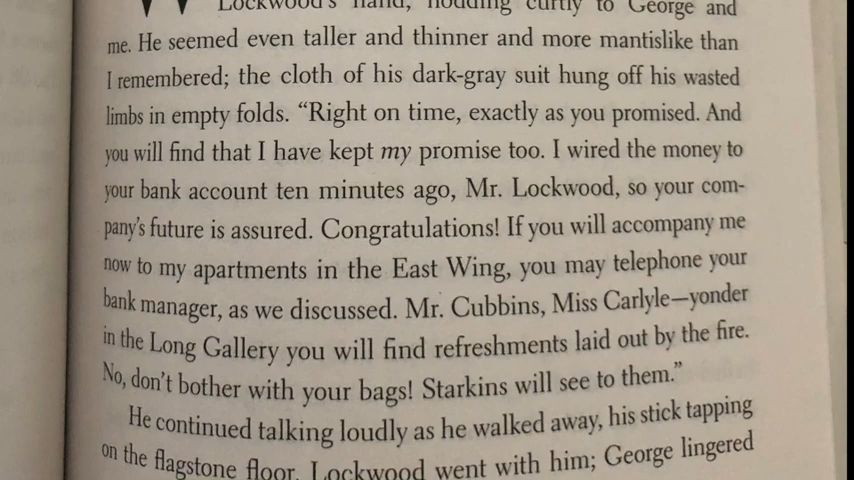 Lockwood's hand, nodding curtly to George and
me. He seemed even taller and thinner and more mantislike than
I remembered; the cloth of his dark-gray suit hung off his wasted
limbs in empty folds. “Right on time, exactly as you promised. And
you will find that I have kept my promise too. I wired the money to
your bank account ten minutes ago, Mr. Lockwood, so your com-
pany's future is assured. Congratulations! If you will accompany me
now to my apartments in the East Wing, you may telephone your
bank manager, as we discussed. Mr. Cubbins, Miss Carlyle—yonder
in the Long Gallery you will find refreshments laid out by the fire.
No, don't bother with your bags! Starkins will see to them.”
He continued talking loudly as he walked away, his stick tapping
on the flagstone floor. Lockwood went with him; George lingered